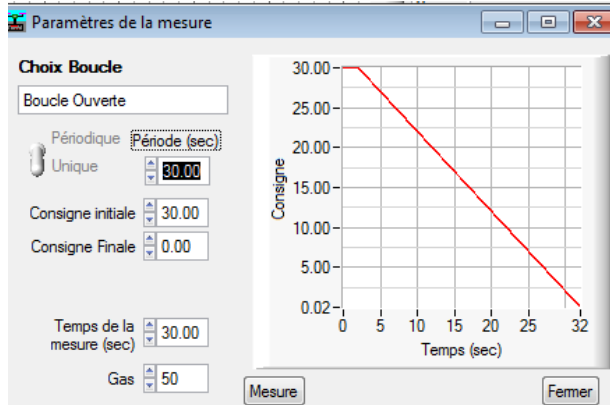 Paramètres de la mesure
Choix Boucle
Boucle Ouverte
Périodique
Unique
Période (sec)
30.00
Consigne initiale 30.00
Consigne Finale 0.00
Temps de la
mesure (sec) 30.00
Gas 50
Consigne
30.00
25.00
20.00
15.00
10.00
5.00
0.02
0 5 10 15 20 25 32
Temps (sec)
Mesure
Fermer